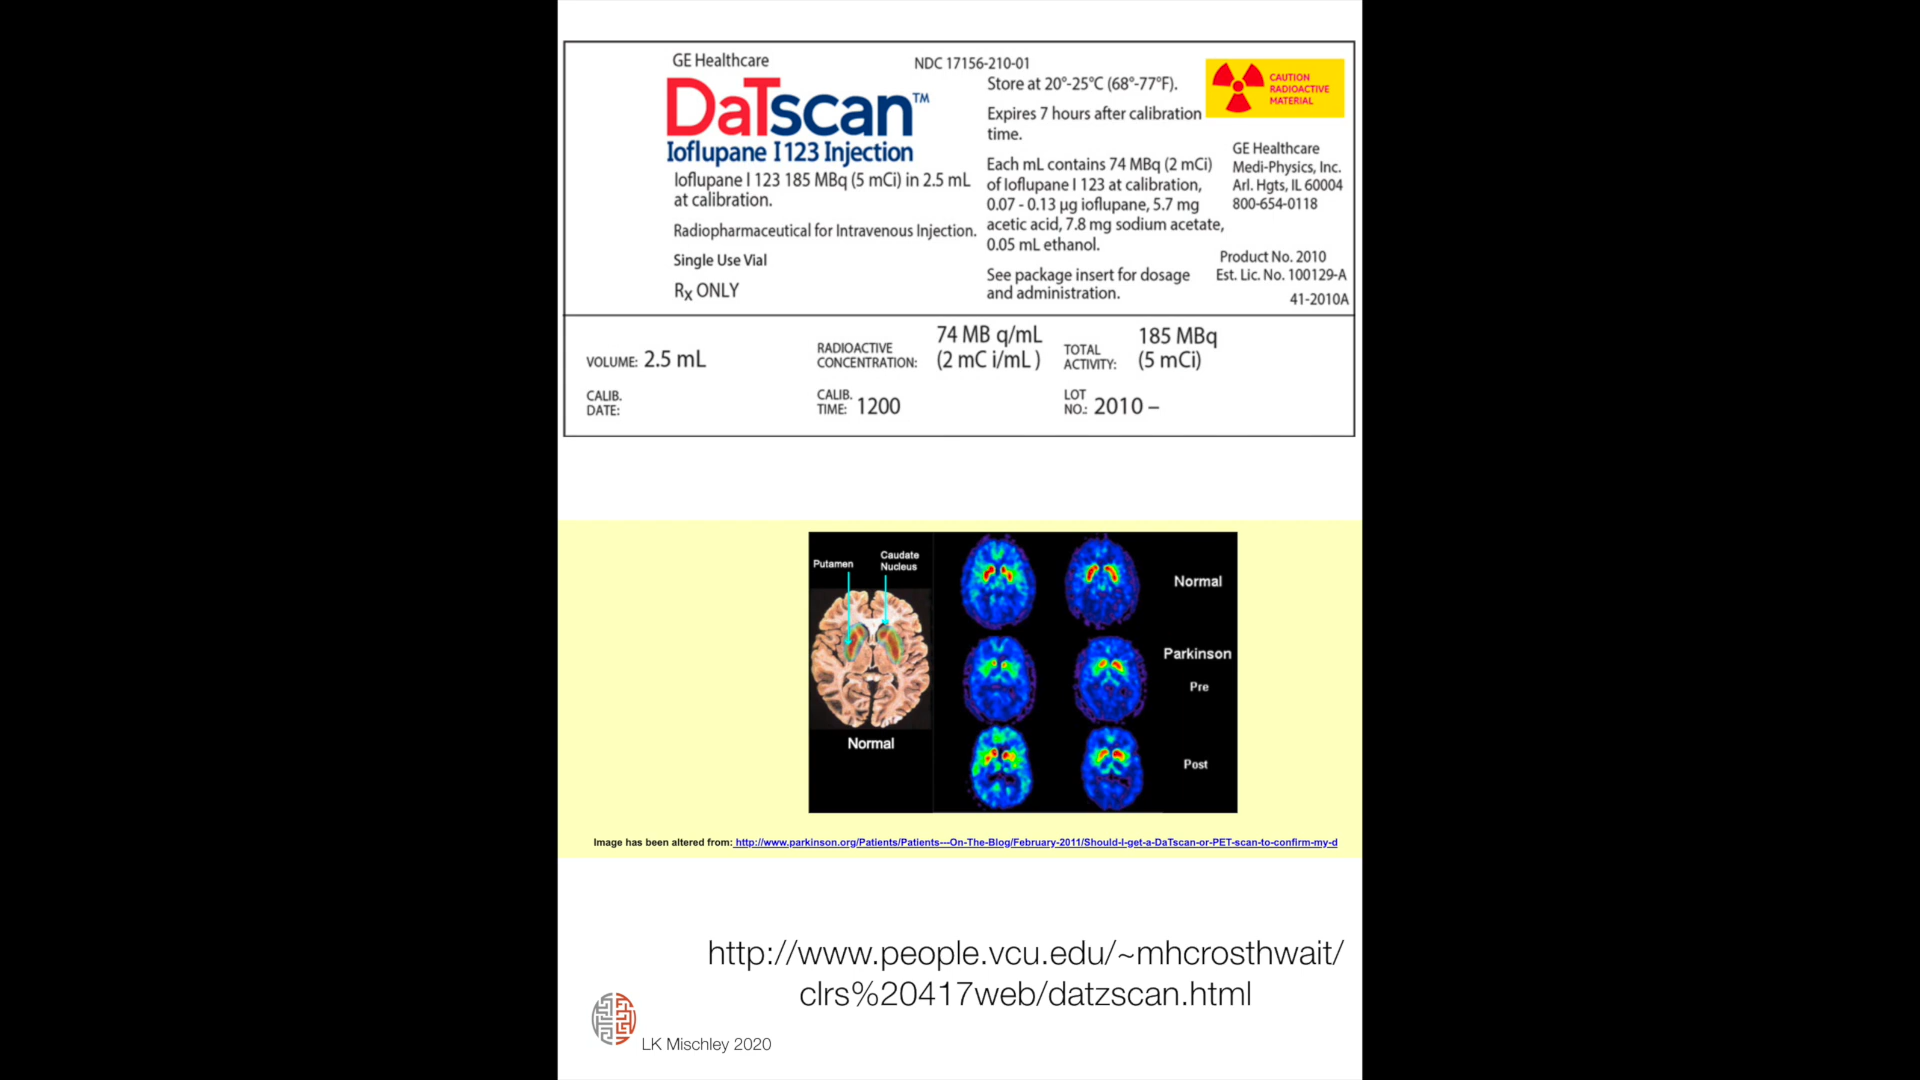 GE Healthcare
NDC 17156-210-01
DaTscan™
Ioflupane I 123 Injection
Ioflupane I 123 185 MBq (5 mCi) in 2.5 mL
at calibration.
Radiopharmaceutical for Intravenous Injection.
Single Use Vial
Rx ONLY
Store at 20°-25°C (68°-77°F).
Expires 7 hours after calibration
time.
Each mL contains 74 MBq (2 mCi)
of Ioflupane I 123 at calibration,
0.07 - 0.13 µg ioflupane, 5.7 mg
acetic acid, 7.8 mg sodium acetate,
0.05 mL ethanol.
See package insert for dosage
and administration.
CAUTION
RADIOACTIVE
MATERIAL
GE Healthcare
Medi-Physics, Inc.
Arl. Hgts, IL 60004
800-654-0118
Product No. 2010
Est. Lic. No. 100129-A
41-2010A
VOLUME: 2.5 mL
RADIOACTIVE
CONCENTRATION:
74 MB q/mL
(2 mC i/mL )
TOTAL
ACTIVITY:
185 MBq
(5 mCi)
CALIB.
DATE:
CALIB.
TIME: 1200
LOT
NO.: 2010 –
Putamen
Caudate
Nucleus
Normal
Normal
Parkinson
Pre
Post
Image has been altered from: http://www.parkinson.org/Patients/Patients---On-The-Blog/February-2011/Should-I-get-a-DaTscan-or-PET-scan-to-confirm-my-d
http://www.people.vcu.edu/~mhcrosthwait/
clrs%20417web/datzscan.html
LK Mischley 2020